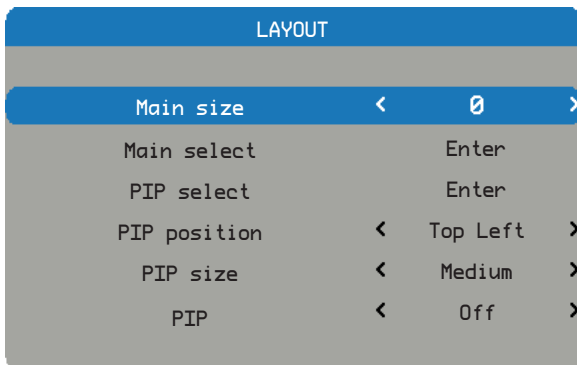 LAYOUT
Main size < 0 >
Main select Enter
PIP select Enter
PIP position < Top Left >
PIP size < Medium >
PIP < Off >